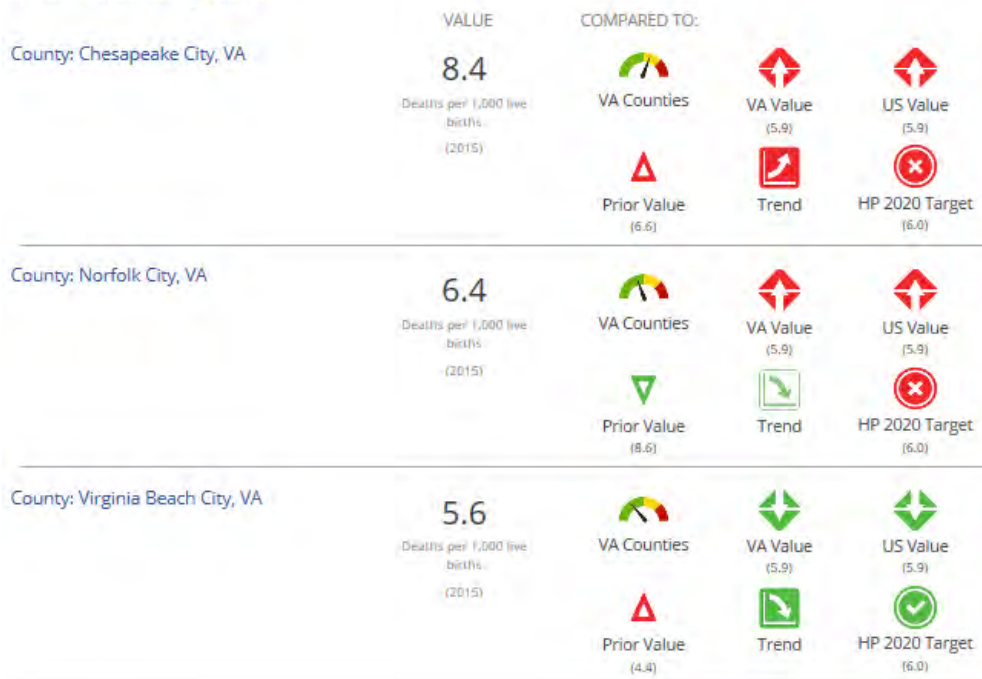 VALUE COMPARED TO:
County: Chesapeake City, VA
8.4
Deaths per 1,000 live
births
(2015)
VA Counties VA Value US Value
(5.9) (5.9)
Prior Value Trend HP 2020 Target
(6.6) (6.0)
County: Norfolk City, VA
6.4
Deaths per 1,000 live
births
(2015)
VA Counties VA Value US Value
(5.9) (5.9)
Prior Value Trend HP 2020 Target
(8.6) (6.0)
County: Virginia Beach City, VA
5.6
Deaths per 1,000 live
births
(2015)
VA Counties VA Value US Value
(5.9) (5.9)
Prior Value Trend HP 2020 Target
(4.4) (6.0)